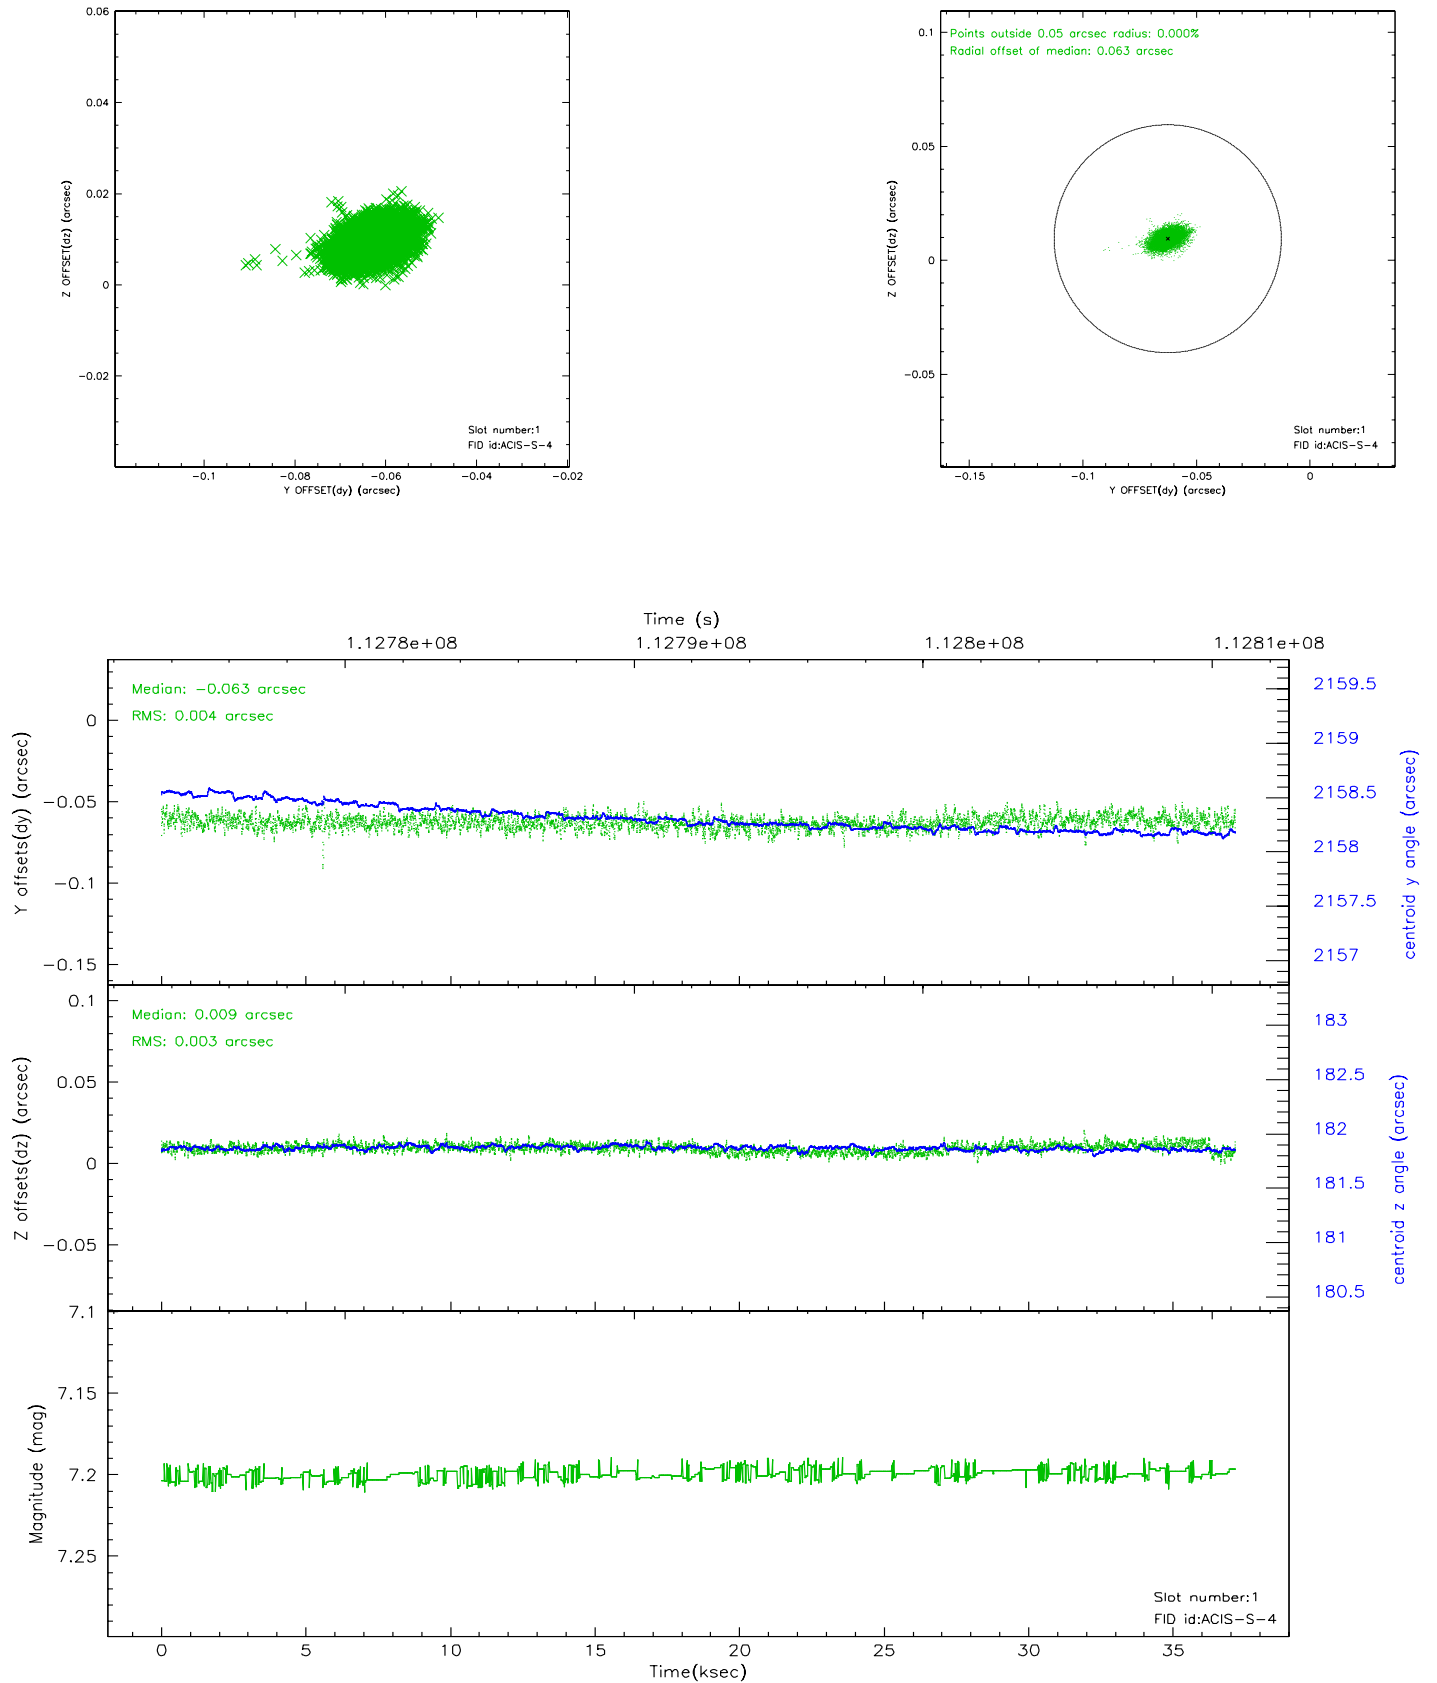 0.06
0.04
0.02
0
−0.02
Z OFFSET(dz) (arcsec)
Slot number:1
FID id:ACIS−S−4
−0.1 −0.08 −0.06 −0.04 −0.02
Y OFFSET(dy) (arcsec)
Points outside 0.05 arcsec radius: 0.000%
Radial offset of median: 0.063 arcsec
0.1
0.05
0
−0.05
Z OFFSET(dz) (arcsec)
Slot number:1
FID id:ACIS−S−4
−0.15 −0.1 −0.05 0
Y OFFSET(dy) (arcsec)
Time (s)
1.1278e+08 1.1279e+08 1.128e+08 1.1281e+08
Median: −0.063 arcsec
RMS: 0.004 arcsec
0
−0.05
−0.1
−0.15
Y offsets(dy) (arcsec)
2159.5
2159
2158.5
2158
2157.5
2157
centroid y angle (arcsec)
Median: 0.009 arcsec
RMS: 0.003 arcsec
0.1
0.05
0
−0.05
Z offsets(dz) (arcsec)
183
182.5
182
181.5
181
180.5
centroid z angle (arcsec)
7.1
7.15
7.2
7.25
Magnitude (mag)
Slot number:1
FID id:ACIS−S−4
0 5 10 15 20 25 30 35
Time(ksec)